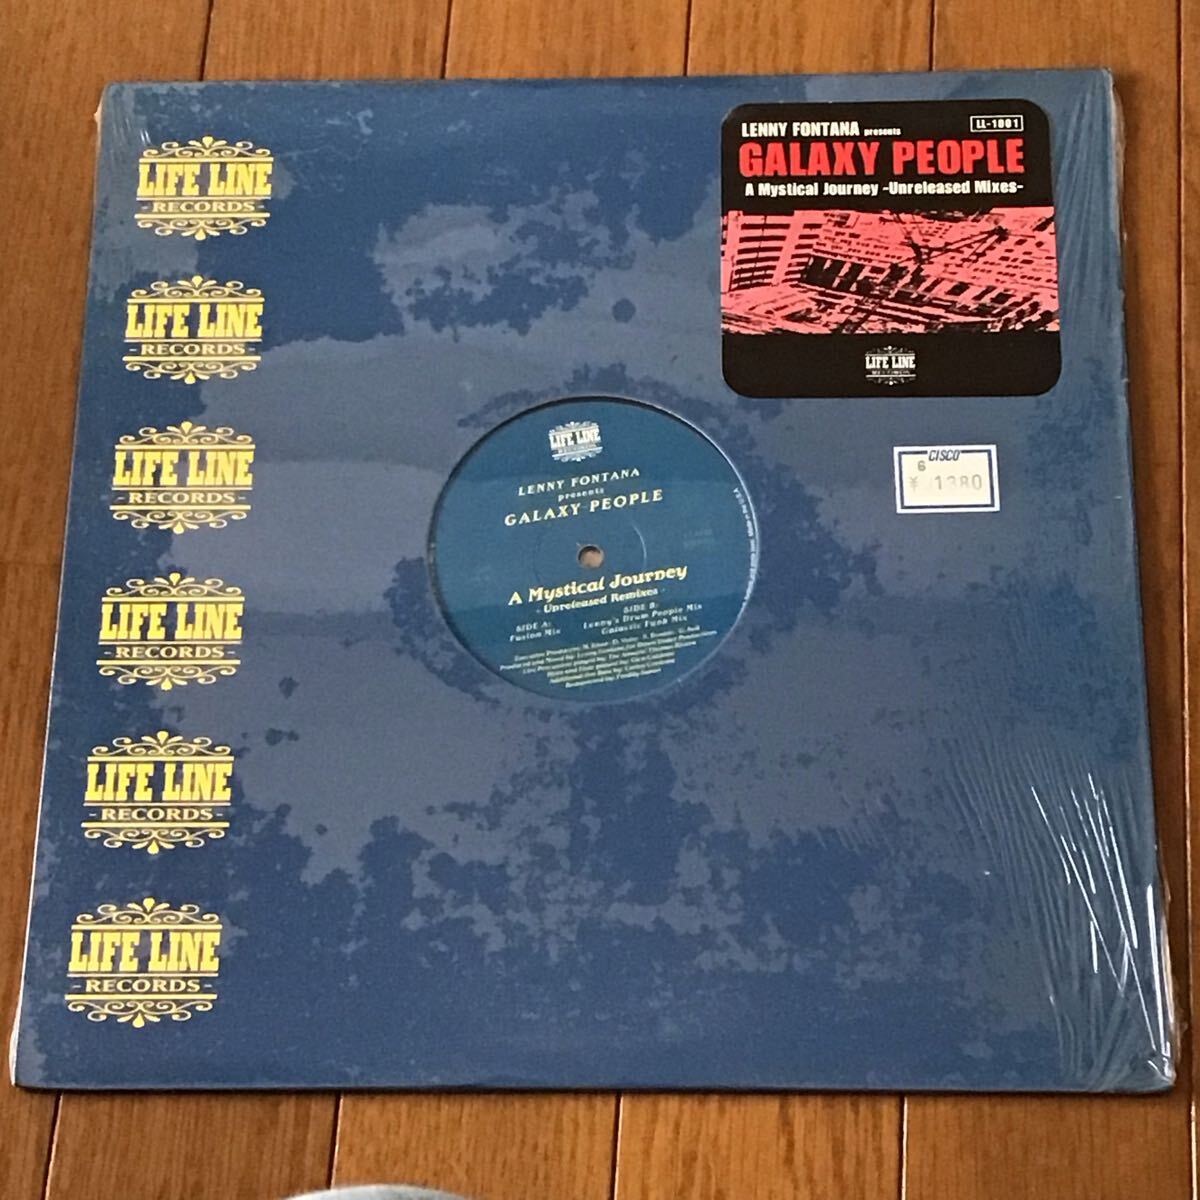 LIFE LINE
- RECORDS -
LIFE LINE
- RECORDS -
LIFE LINE
- RECORDS -
LIFE LINE
- RECORDS -
LIFE LINE
- RECORDS -
LIFE LINE
- RECORDS -
LENNY FONTANA presents
LL-1001
GALAXY PEOPLE
A Mystical Journey -Unreleased Mixes-
LIFE LINE
RECORDS
CISCO
6
¥ 1380
LIFE LINE
RECORDS
LENNY FONTANA
presents
GALAXY PEOPLE
A Mystical Journey
- Unreleased Remixes -
SIDE A:
Fusion Mix
SIDE B:
Lenny's Drum People Mix
Galactic Funk Mix